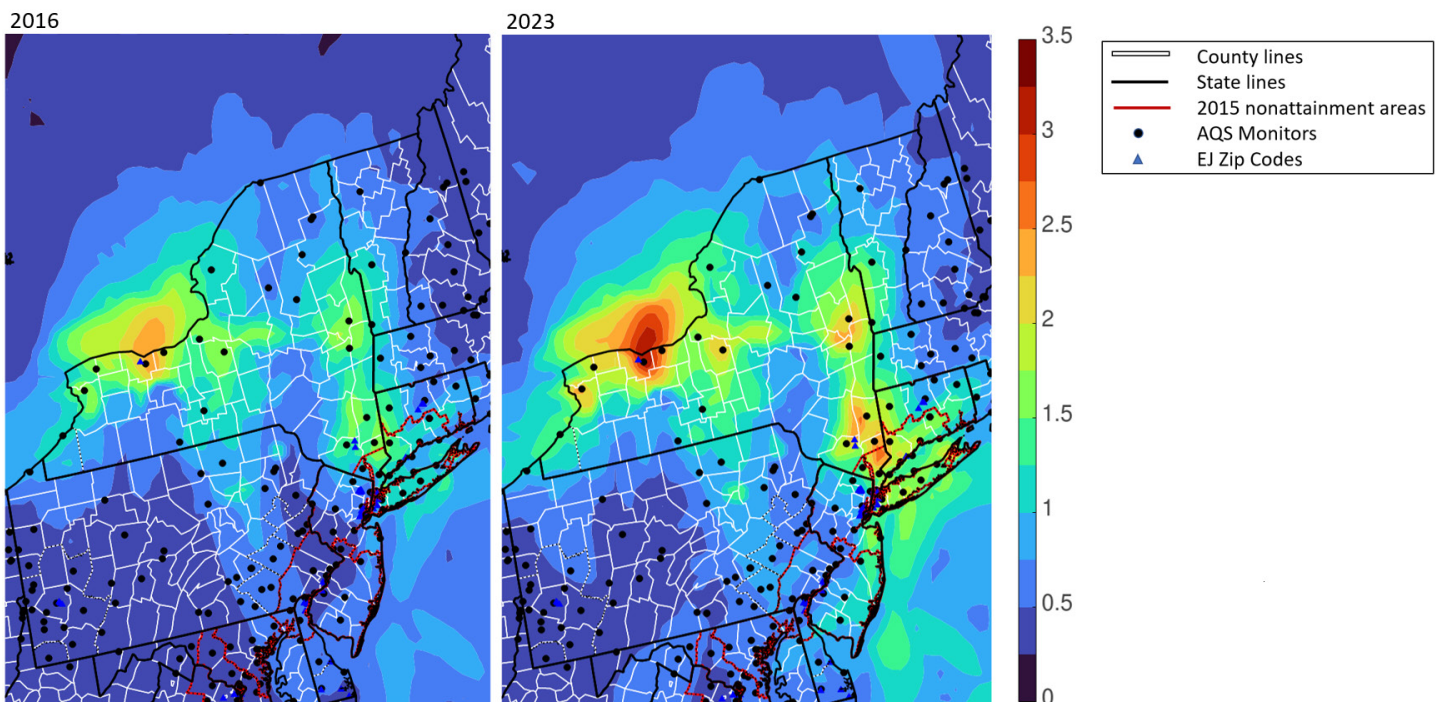 2016
2023
3.5
3
2.5
2
1.5
1
0.5
0
County lines
State lines
2015 nonattainment areas
AQS Monitors
EJ Zip Codes